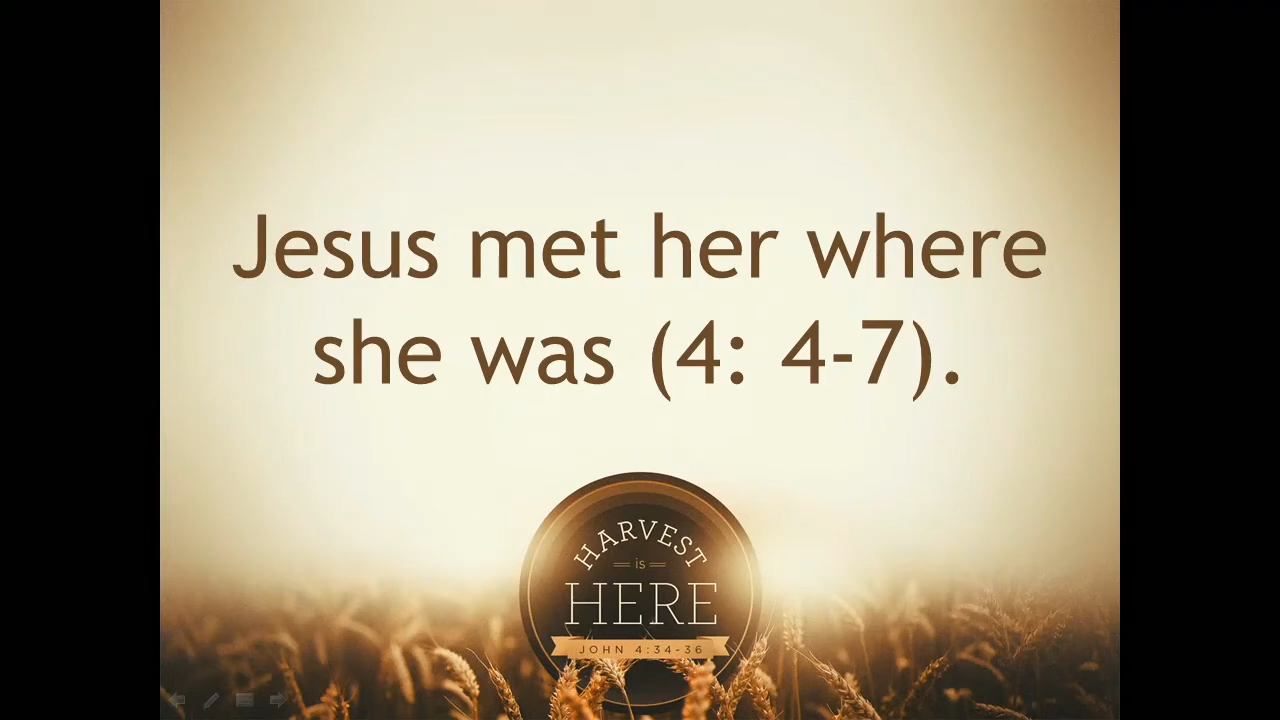 Jesus met her where
she was (4: 4-7).
HARVEST
is
HERE
JOHN 4:34-36